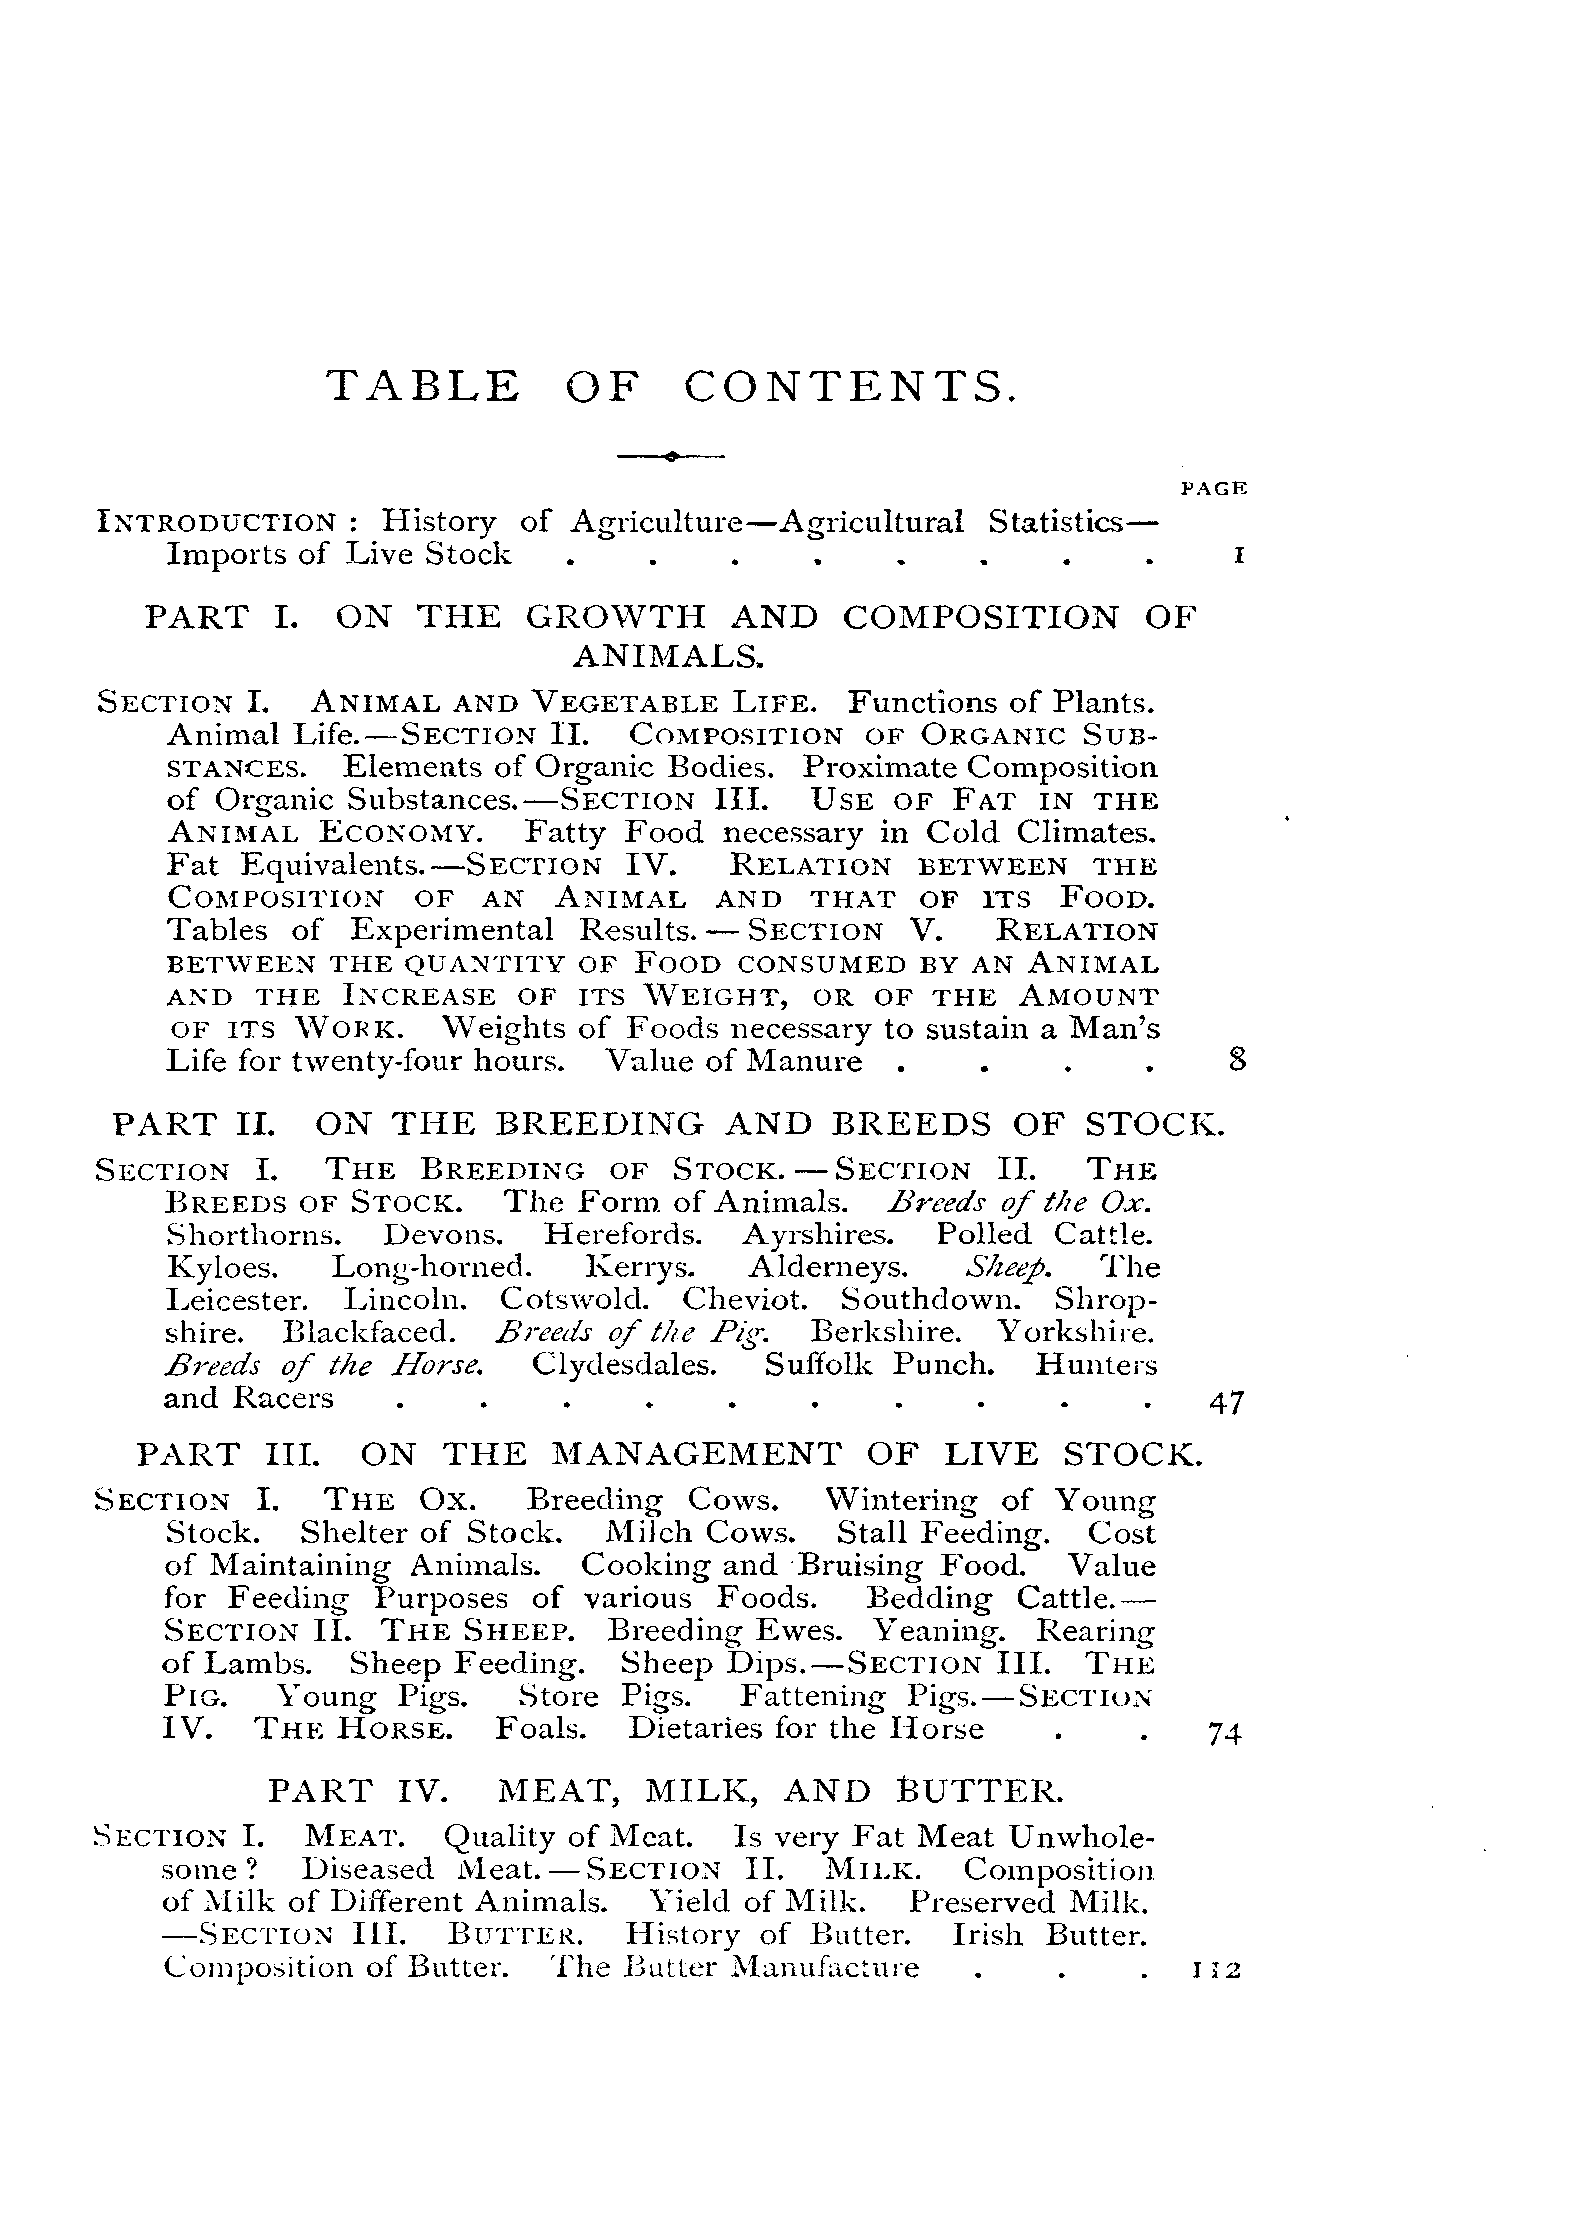 TABLE OF CONTENTS.
PAGE
INTRODUCTION : History of Agriculture—Agricultural Statistics—
Imports of Live Stock . . . . . . . . 1
PART I. ON THE GROWTH AND COMPOSITION OF
ANIMALS.
SECTION I. ANIMAL AND VEGETABLE LIFE. Functions of Plants.
Animal Life.—SECTION II. COMPOSITION OF ORGANIC SUB-
STANCES. Elements of Organic Bodies. Proximate Composition
of Organic Substances.—SECTION III. USE OF FAT IN THE
ANIMAL ECONOMY. Fatty Food necessary in Cold Climates.
Fat Equivalents.—SECTION IV. RELATION BETWEEN THE
COMPOSITION OF AN ANIMAL AND THAT OF ITS FOOD.
Tables of Experimental Results.—SECTION V. RELATION
BETWEEN THE QUANTITY OF FOOD CONSUMED BY AN ANIMAL
AND THE INCREASE OF ITS WEIGHT, OR OF THE AMOUNT
OF ITS WORK. Weights of Foods necessary to sustain a Man's
Life for twenty-four hours. Value of Manure . . . . 8
PART II. ON THE BREEDING AND BREEDS OF STOCK.
SECTION I. THE BREEDING OF STOCK.—SECTION II. THE
BREEDS OF STOCK. The Form of Animals. Breeds of the Ox.
Shorthorns. Devons. Herefords. Ayrshires. Polled Cattle.
Kyloes. Long-horned. Kerrys. Alderneys. Sheep. The
Leicester. Lincoln. Cotswold. Cheviot. Southdown. Shrop-
shire. Blackfaced. Breeds of the Pig. Berkshire. Yorkshire.
Breeds of the Horse. Clydesdales. Suffolk Punch. Hunters
and Racers . . . . . . . . . . 47
PART III. ON THE MANAGEMENT OF LIVE STOCK.
SECTION I. THE OX. Breeding Cows. Wintering of Young
Stock. Shelter of Stock. Milch Cows. Stall Feeding. Cost
of Maintaining Animals. Cooking and Bruising Food. Value
for Feeding Purposes of various Foods. Bedding Cattle.—
SECTION II. THE SHEEP. Breeding Ewes. Yeaning. Rearing
of Lambs. Sheep Feeding. Sheep Dips.—SECTION III. THE
PIG. Young Pigs. Store Pigs. Fattening Pigs.—SECTION
IV. THE HORSE. Foals. Dietaries for the Horse . . 74
PART IV. MEAT, MILK, AND BUTTER.
SECTION I. MEAT. Quality of Meat. Is very Fat Meat Unwhole-
some ? Diseased Meat.—SECTION II. MILK. Composition
of Milk of Different Animals. Yield of Milk. Preserved Milk.
—SECTION III. BUTTER. History of Butter. Irish Butter.
Composition of Butter. The Butter Manufacture . . . 112